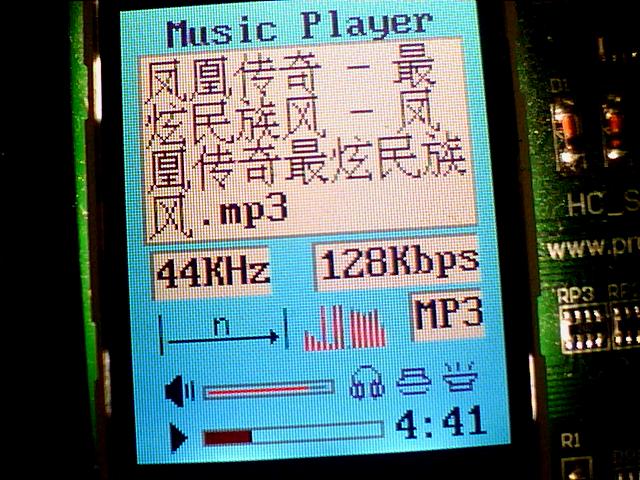 Music Player
凤凰传奇 - 最
炫民族风 - 凤
凰传奇最炫民族
风.mp3
44KHz 128Kbps
n MP3
4:41
HC_S
www.pr
RP3
R1